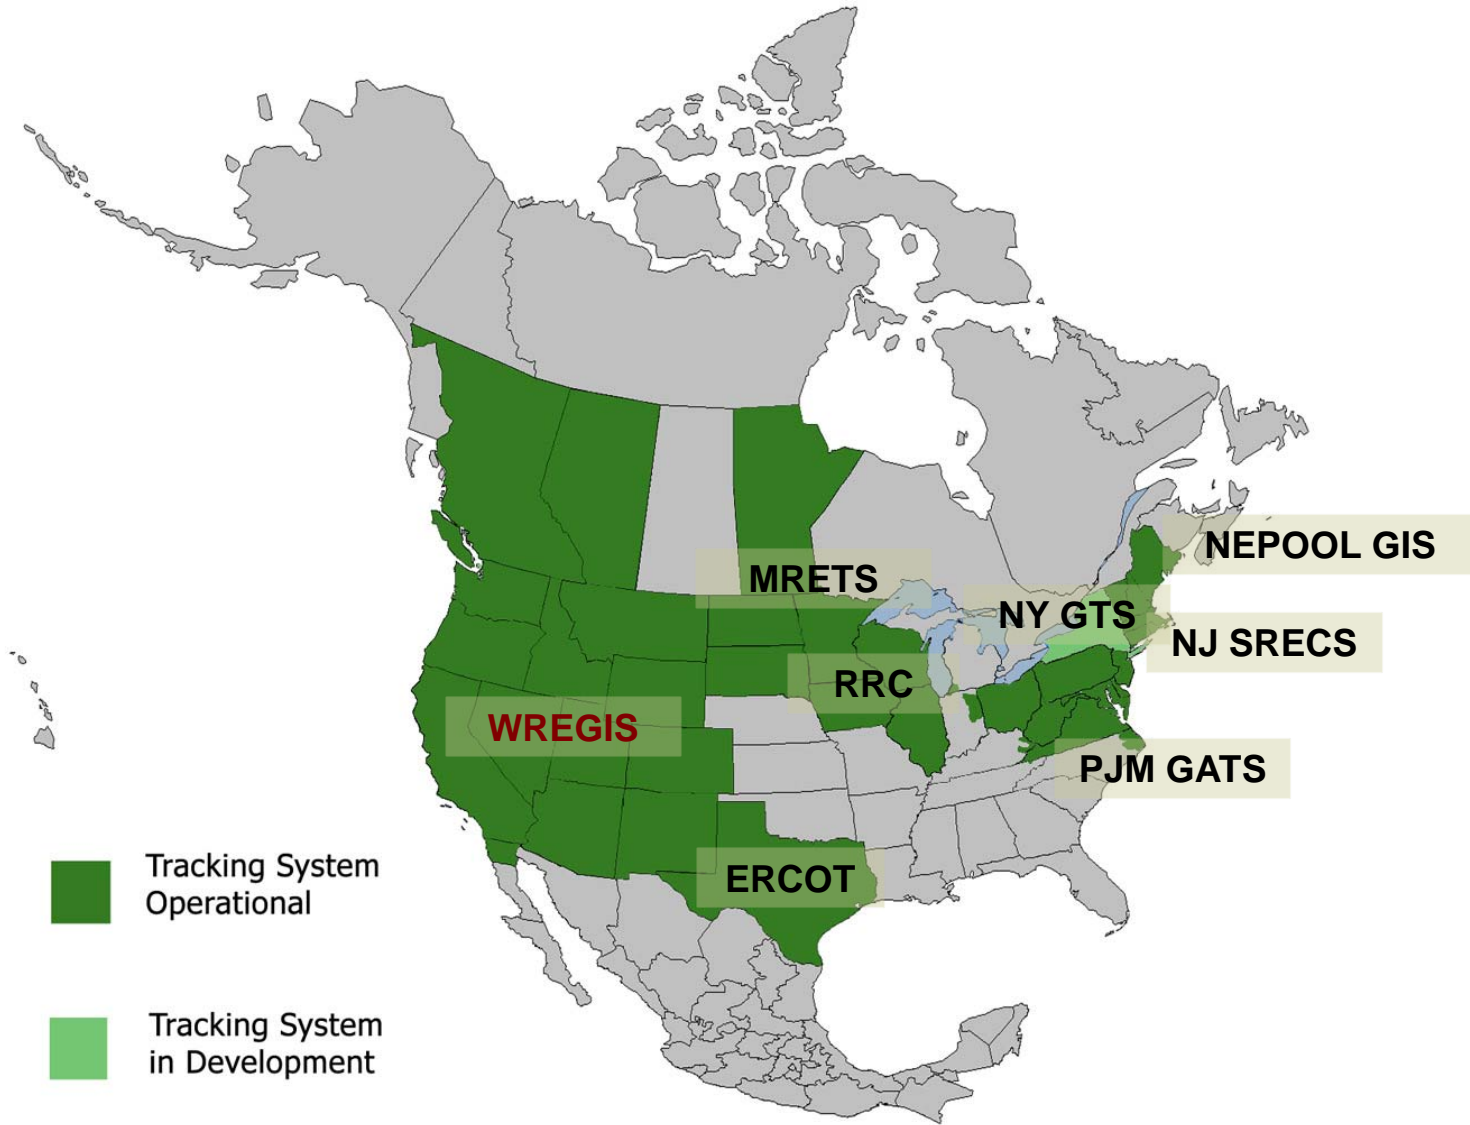 NEPOOL GIS
MRETS
NY GTS
NJ SRECS
RRC
WREGIS
PJM GATS
ERCOT
Tracking System
Operational
Tracking System
in Development